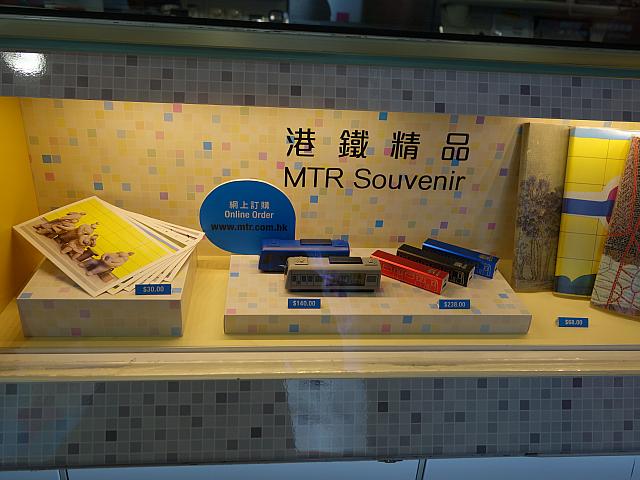 港鐵精品
MTR Souvenir
網上訂購
Online Order
www.mtr.com.hk
$30.00
$140.00
$238.00
$68.00